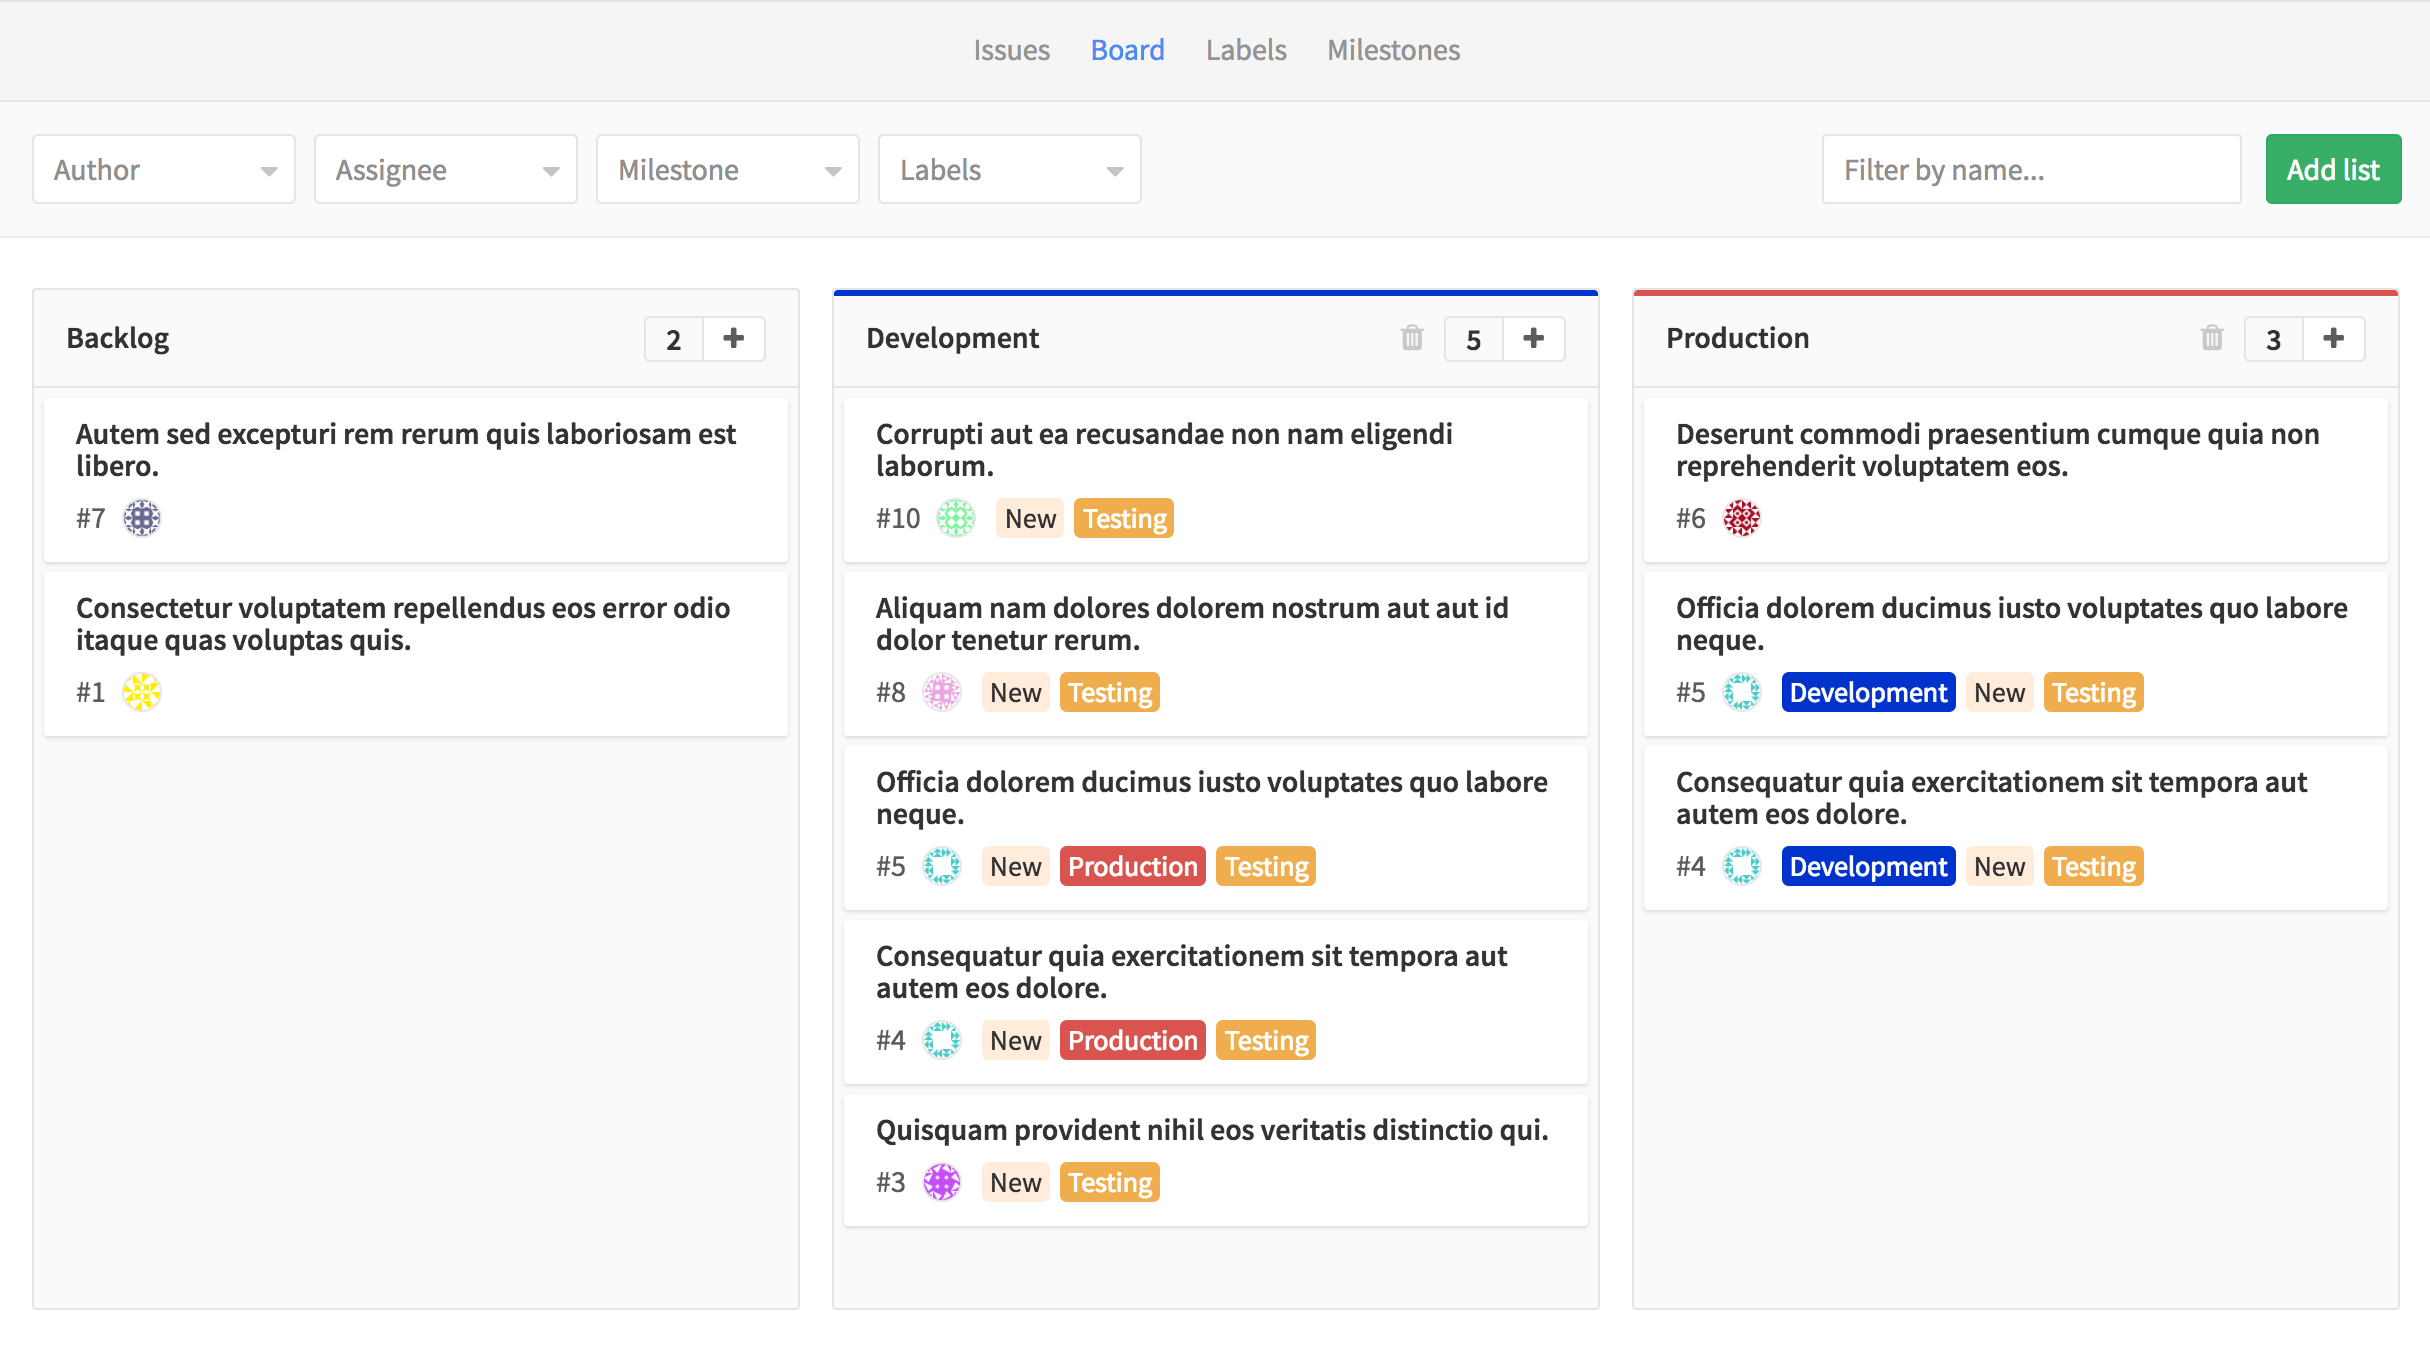 Issues Board Labels Milestones
Author Assignee Milestone Labels Filter by name... Add list
Backlog 2
Autem sed excepturi rem rerum quis laboriosam est
libero.
#7
Consectetur voluptatem repellendus eos error odio
itaque quas voluptas quis.
#1
Development 5
Corrupti aut ea recusandae non nam eligendi
laborum.
#10 New Testing
Aliquam nam dolores dolorem nostrum aut aut id
dolor tenetur rerum.
#8 New Testing
Officia dolorem ducimus iusto voluptates quo labore
neque.
#5 New Production Testing
Consequatur quia exercitationem sit tempora aut
autem eos dolore.
#4 New Production Testing
Quisquam provident nihil eos veritatis distinctio qui.
#3 New Testing
Production 3
Deserunt commodi praesentium cumque quia non
reprehenderit voluptatem eos.
#6
Officia dolorem ducimus iusto voluptates quo labore
neque.
#5 Development New Testing
Consequatur quia exercitationem sit tempora aut
autem eos dolore.
#4 Development New Testing